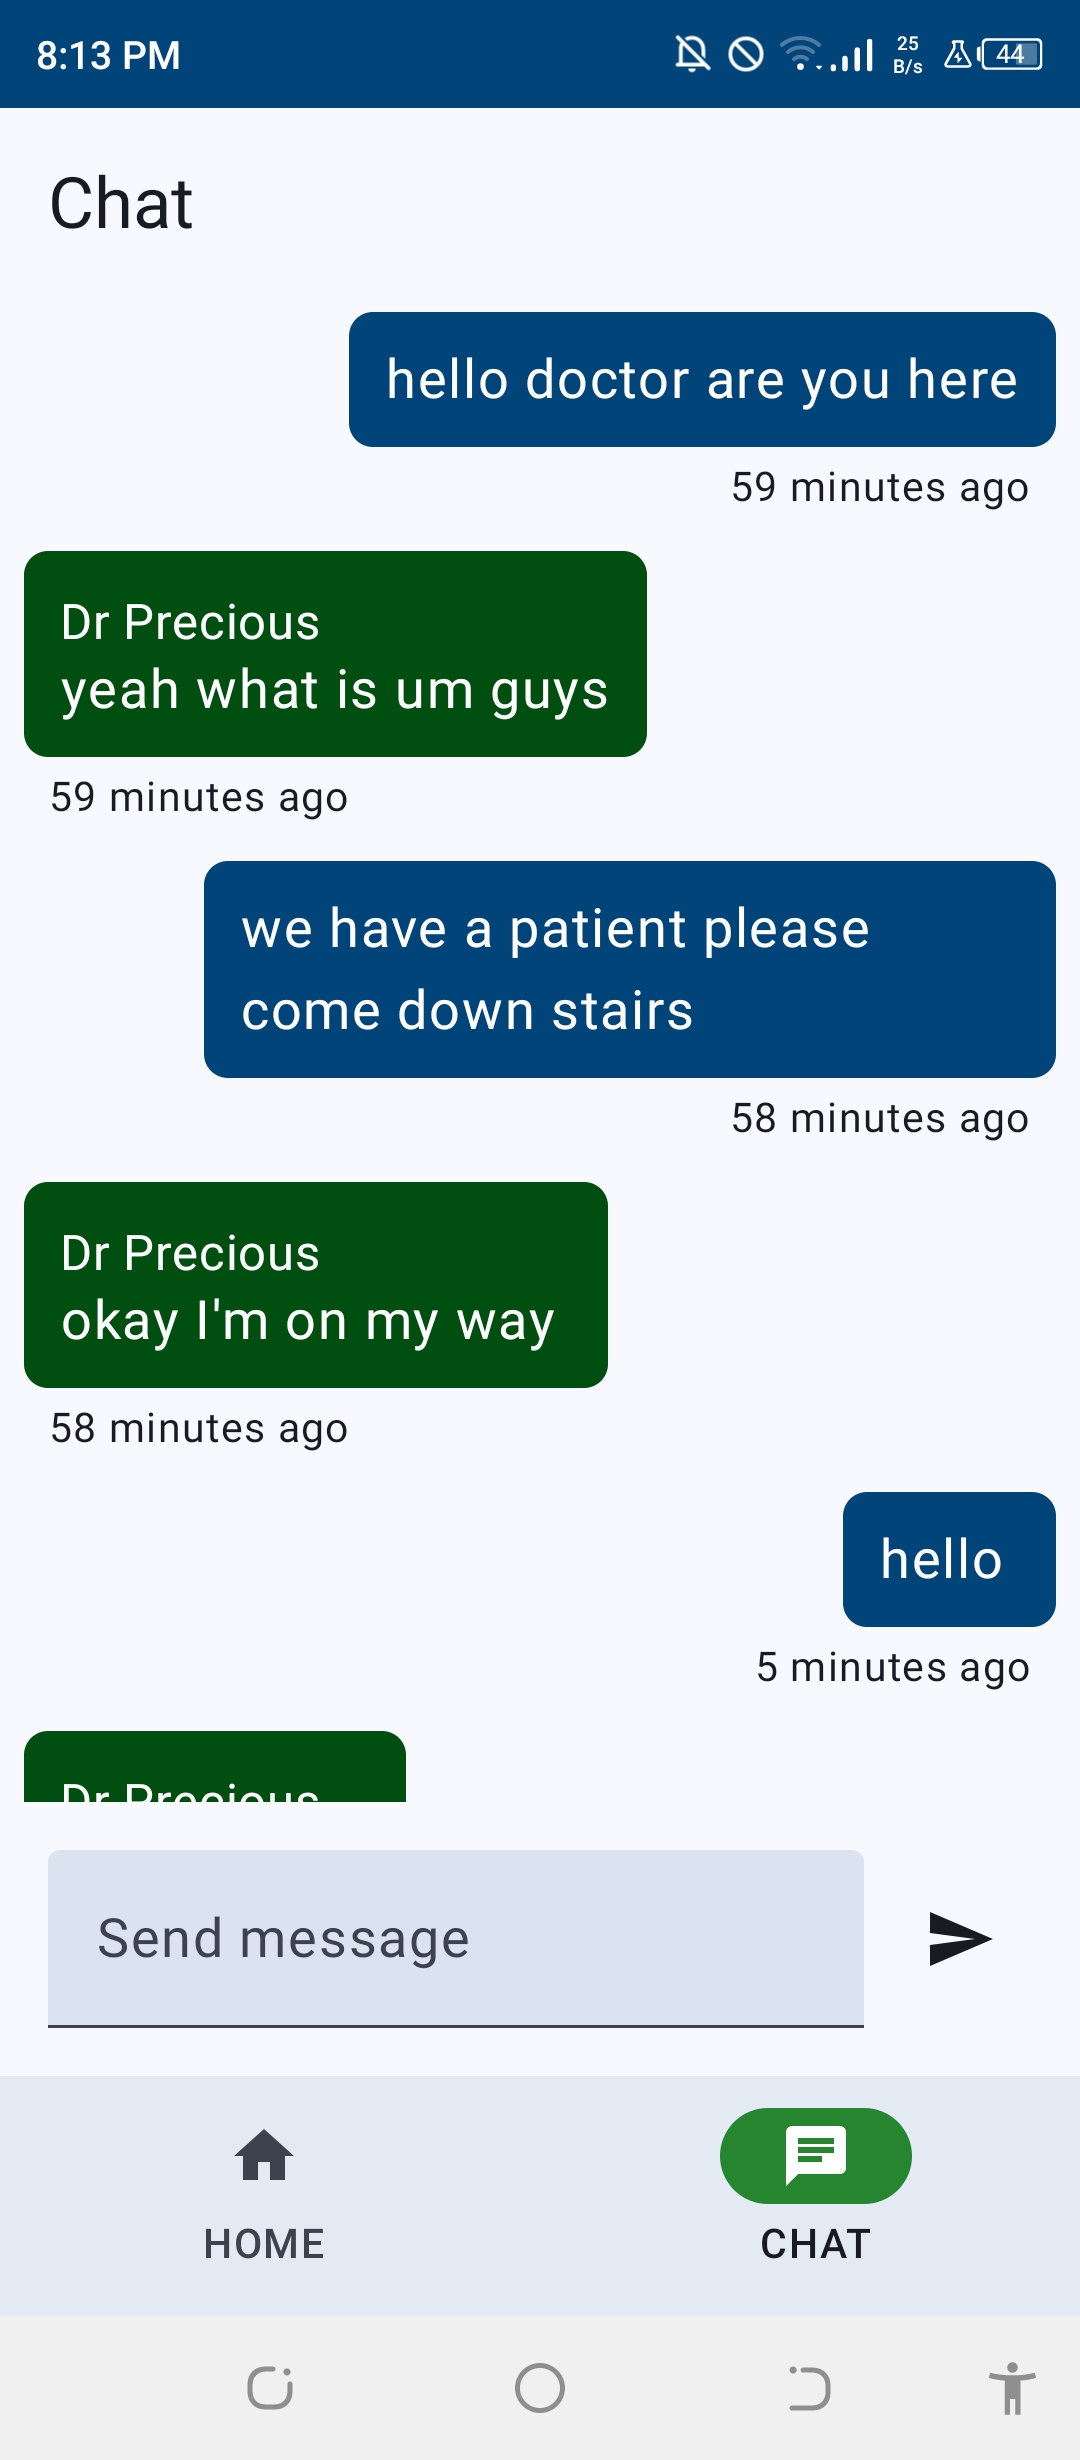 8:13 PM
25
B/s
44
Chat
hello doctor are you here
59 minutes ago
Dr Precious
yeah what is um guys
59 minutes ago
we have a patient please
come down stairs
58 minutes ago
Dr Precious
okay I'm on my way
58 minutes ago
hello
5 minutes ago
Dr Precious
Send message
HOME
CHAT